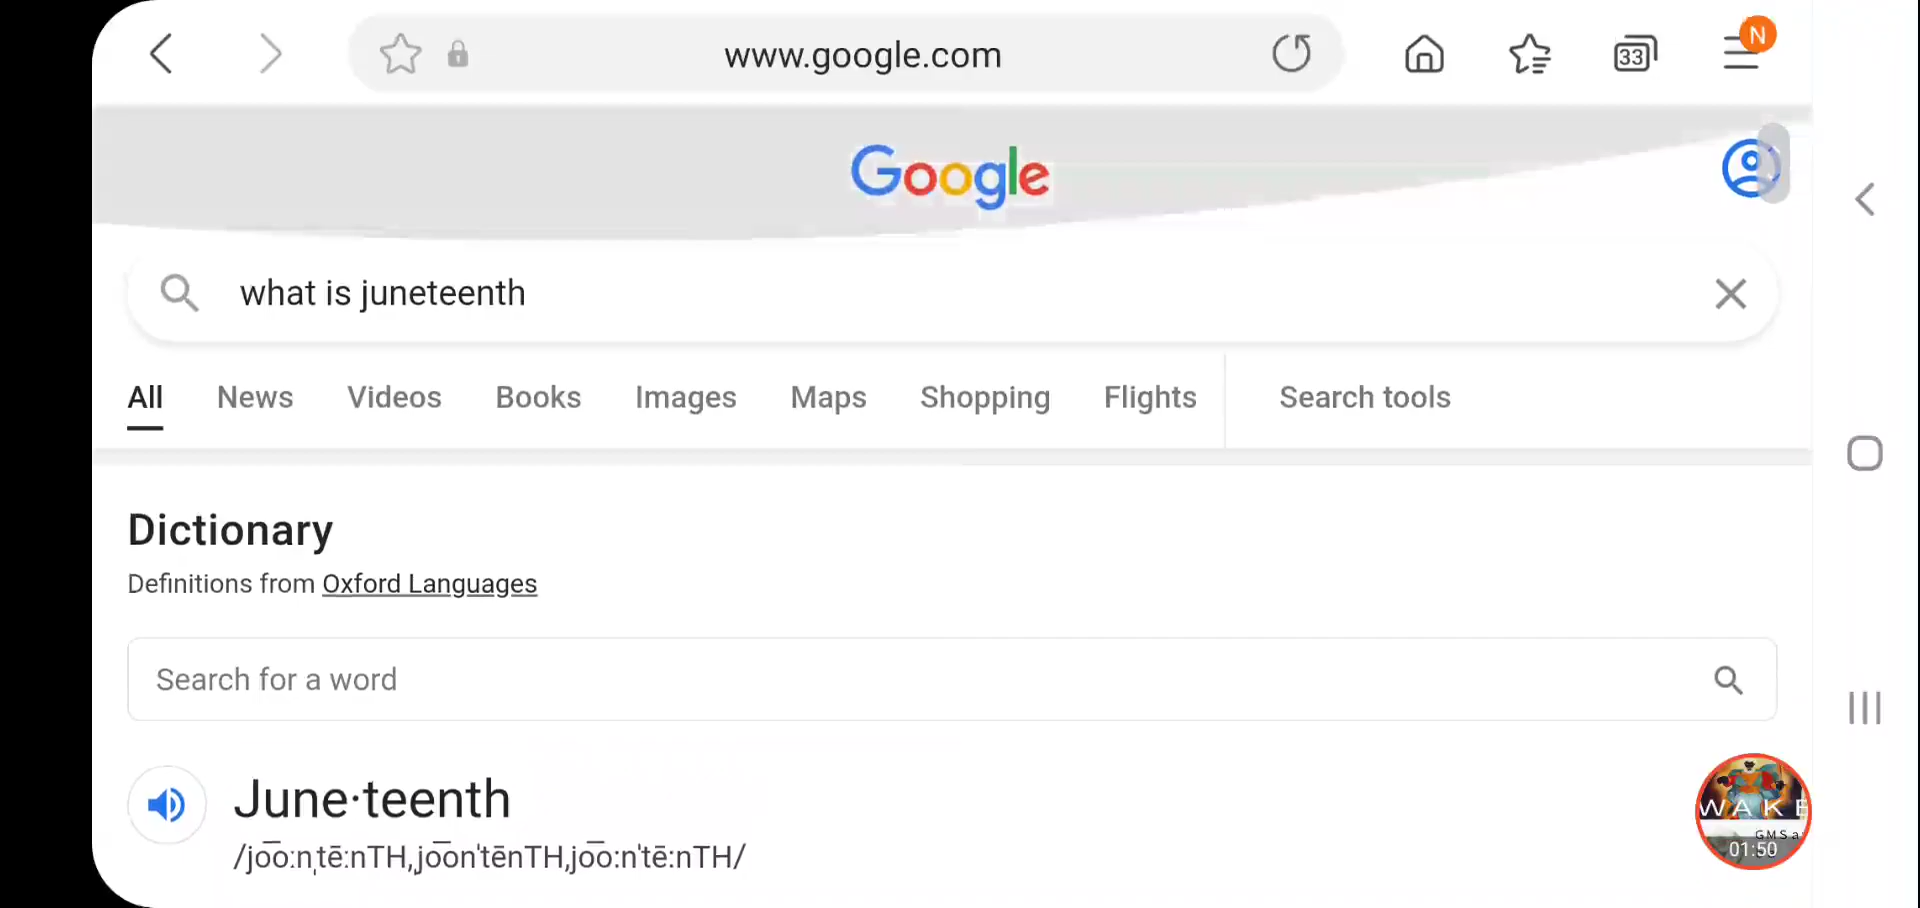 www.google.com
33
N
Google
what is juneteenth
All News Videos Books Images Maps Shopping Flights Search tools
Dictionary
Definitions from Oxford Languages
Search for a word
June·teenth
/jo͞o:nˌtē:nTH,jo͞onˈtēnTH,jo͞o:nˈtē:nTH/
WAKE
GMS a
01:50